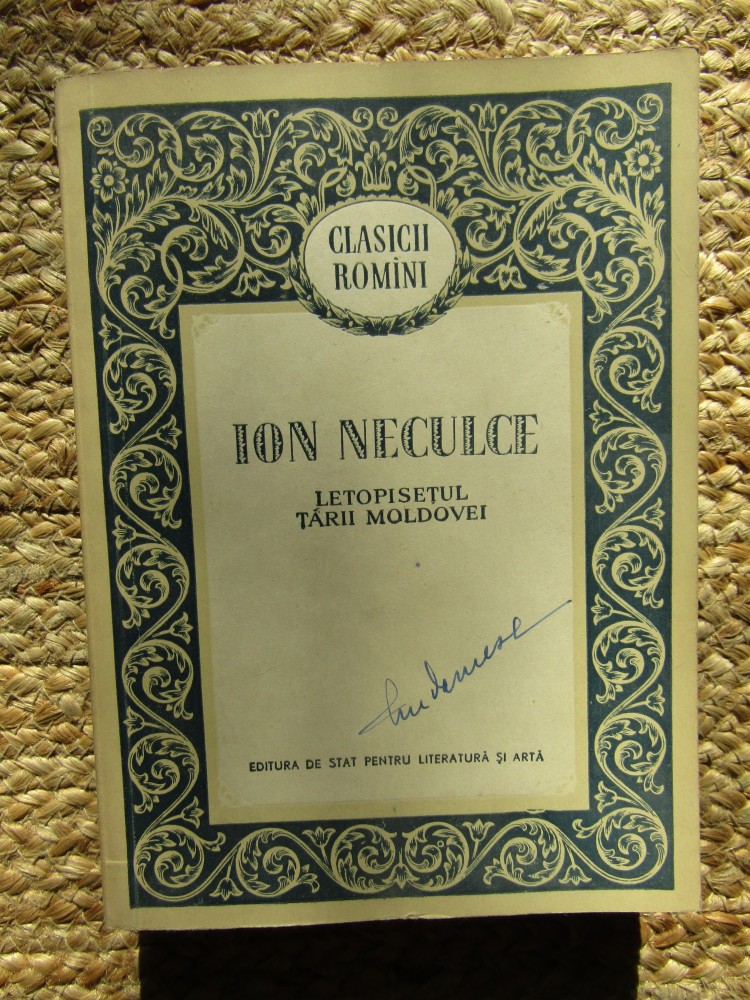 CLASICII
ROMÎNI
ION NECULCE
LETOPISEȚUL
ȚĂRII MOLDOVEI
EDITURA DE STAT PENTRU LITERATURĂ ȘI ARTĂ